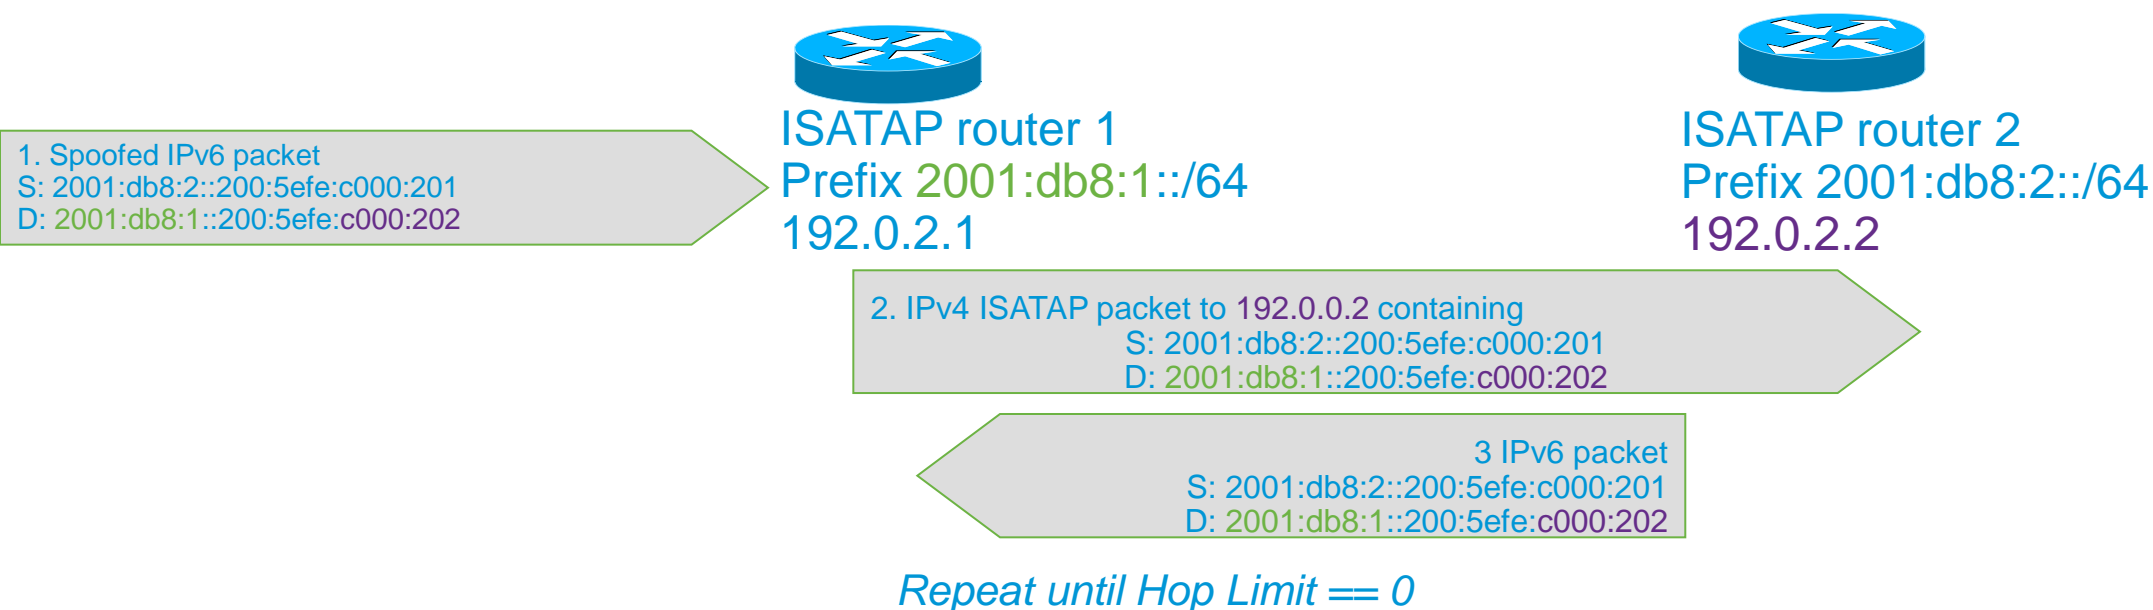 1. Spoofed IPv6 packet
S: 2001:db8:2::200:5efe:c000:201
D: 2001:db8:1::200:5efe:c000:202
ISATAP router 1
Prefix 2001:db8:1::/64
192.0.2.1
ISATAP router 2
Prefix 2001:db8:2::/64
192.0.2.2
2. IPv4 ISATAP packet to 192.0.0.2 containing
S: 2001:db8:2::200:5efe:c000:201
D: 2001:db8:1::200:5efe:c000:202
3 IPv6 packet
S: 2001:db8:2::200:5efe:c000:201
D: 2001:db8:1::200:5efe:c000:202
Repeat until Hop Limit == 0